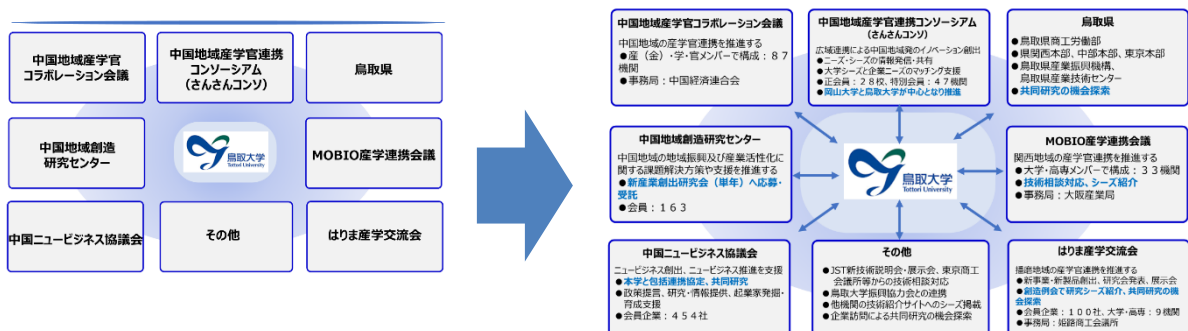 中国地域産学官
コラボレーション会議
中国地域産学官連携
コンソーシアム
(さんさんコンソ)
鳥取県
中国地域創造
研究センター
鳥取大学
Tottori University
MOBIO産学連携会議
中国ニュービジネス協議会
その他
はりま産学交流会
中国地域産学官コラボレーション会議
中国地域の産学官連携を推進する
●産(金)・学・官メンバーで構成:87
機関
●事務局:中国経済連合会
中国地域産学官連携コンソーシアム
(さんさんコンソ)
広域連携による中国地域発のイノベーション創出
●ニーズ・シーズの情報発信・共有
●大学シーズと企業ニーズのマッチング支援
●正会員:28校、特別会員:47機関
●岡山大学と鳥取大学が中心となり推進
鳥取県
●鳥取県商工労働部
●県関西本部、中部本部、東京本部
●鳥取県産業振興機構、
鳥取県産業技術センター
●共同研究の機会探索
中国地域創造研究センター
中国地域の地域振興及び産業活性化に
関する課題解決方策や支援を推進する
●新産業創出研究会(単年)へ応募・
受託
●会員:163
鳥取大学
Tottori University
MOBIO産学連携会議
関西地域の産学官連携を推進する
●大学・高専メンバーで構成:33機関
●技術相談対応、シーズ紹介
●事務局:大阪産業局
中国ニュービジネス協議会
ニュービジネス創出、ニュービジネス推進を支援
●本学と包括連携協定、共同研究
●政策提言、研究・情報提供、起業家発掘・
育成支援
●会員企業:454社
その他
●JST新技術説明会・展示会、東京商工
会議所等からの技術相談対応
●鳥取大学振興協力会との連携
●他機関の技術紹介サイトへのシーズ掲載
●企業訪問による共同研究の機会探索
はりま産学交流会
播磨地域の産学官連携を推進する
●新事業・新製品創出、研究会発表、展示会
●創造例会で研究シーズ紹介、共同研究の機
会探索
●会員企業:100社、大学・高専:9機関
●事務局:姫路商工会議所